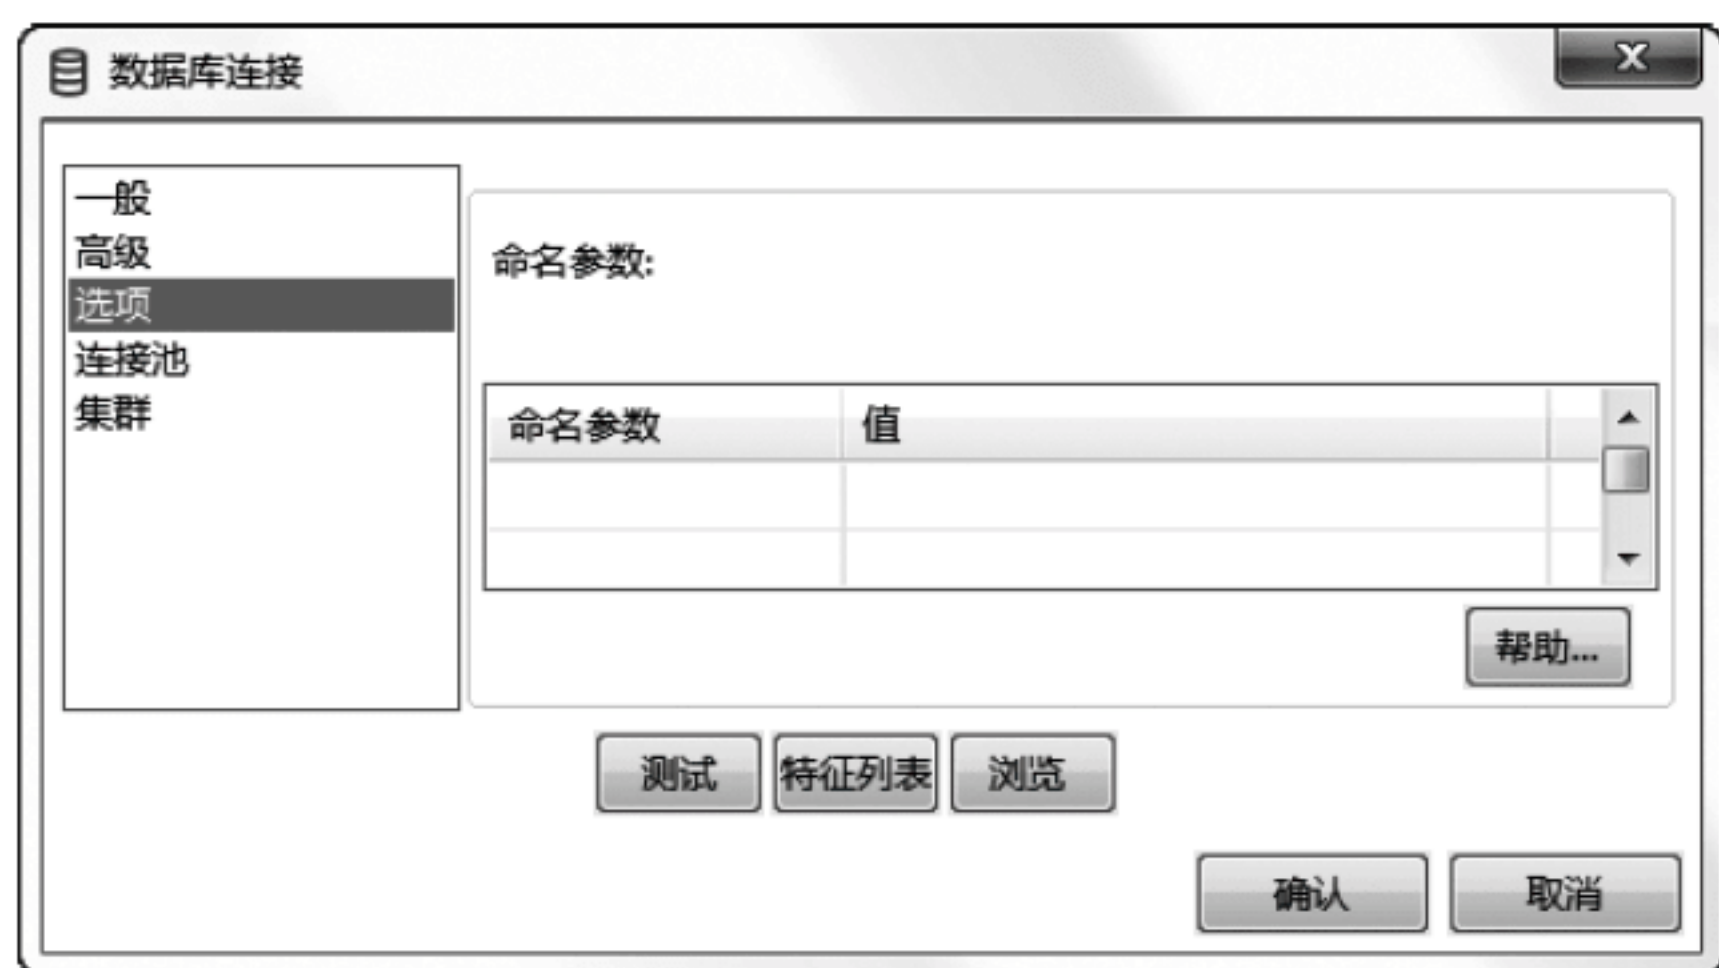 数据库连接
一般
高级
选项
连接池
集群
命名参数:
命名参数 值
帮助...
测试 特征列表 浏览
确认 取消